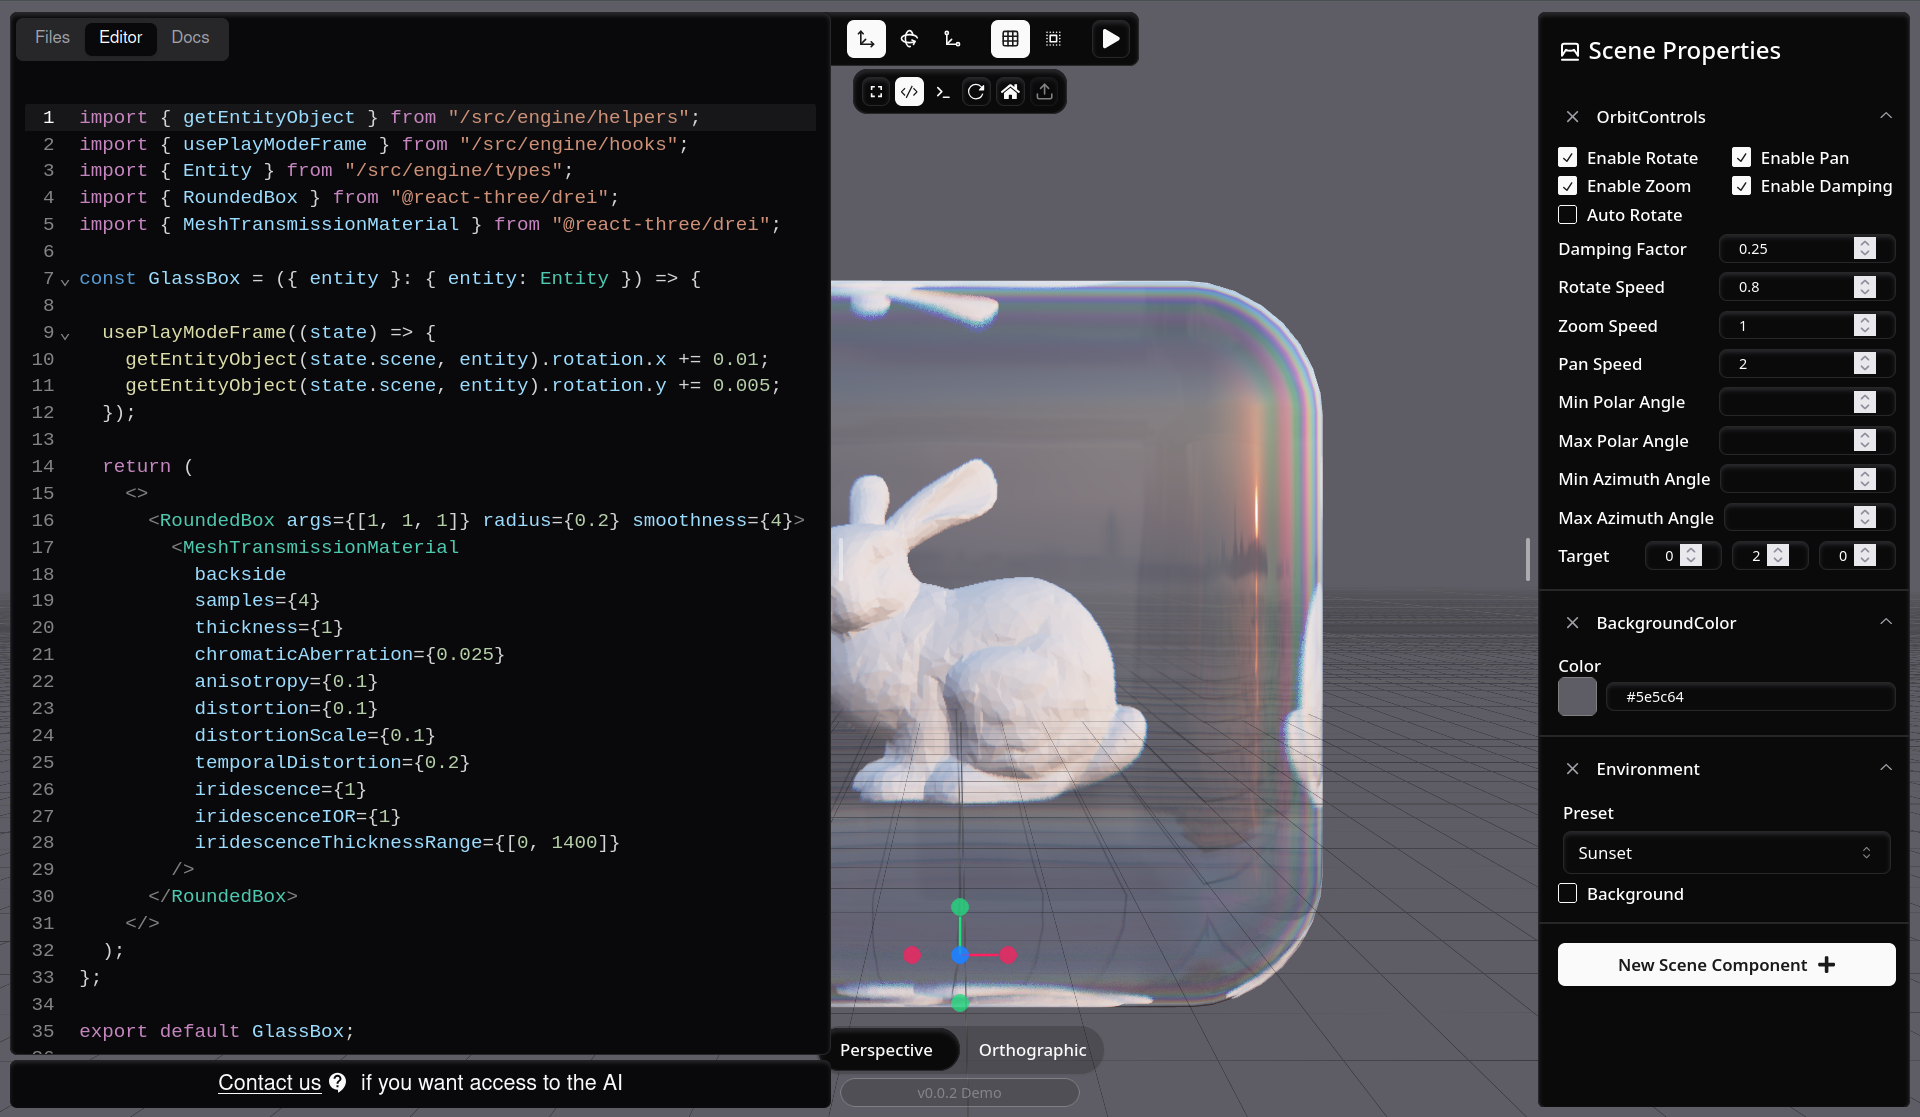 Files Editor Docs
1 import { getEntityObject } from "/src/engine/helpers";
2 import { usePlayModeFrame } from "/src/engine/hooks";
3 import { Entity } from "/src/engine/types";
4 import { RoundedBox } from "@react-three/drei";
5 import { MeshTransmissionMaterial } from "@react-three/drei";
6
7 const GlassBox = ({ entity }: { entity: Entity }) => {
8
9 usePlayModeFrame((state) => {
10 getEntityObject(state.scene, entity).rotation.x += 0.01;
11 getEntityObject(state.scene, entity).rotation.y += 0.005;
12 });
13
14 return (
15 <>
16 <RoundedBox args={[1, 1, 1]} radius={0.2} smoothness={4}>
17 <MeshTransmissionMaterial
18 backside
19 samples={4}
20 thickness={1}
21 chromaticAberration={0.025}
22 anisotropy={0.1}
23 distortion={0.1}
24 distortionScale={0.1}
25 temporalDistortion={0.2}
26 iridescence={1}
27 iridescenceIOR={1}
28 iridescenceThicknessRange={[0, 1400]}
29 />
30 </RoundedBox>
31 </>
32 );
33 };
34
35 export default GlassBox;
Contact us if you want access to the AI
Perspective Orthographic
v0.0.2 Demo
Scene Properties
OrbitControls
Enable Rotate Enable Pan
Enable Zoom Enable Damping
Auto Rotate
Damping Factor 0.25
Rotate Speed 0.8
Zoom Speed 1
Pan Speed 2
Min Polar Angle
Max Polar Angle
Min Azimuth Angle
Max Azimuth Angle
Target 0 2 0
BackgroundColor
Color
#5e5c64
Environment
Preset
Sunset
Background
New Scene Component